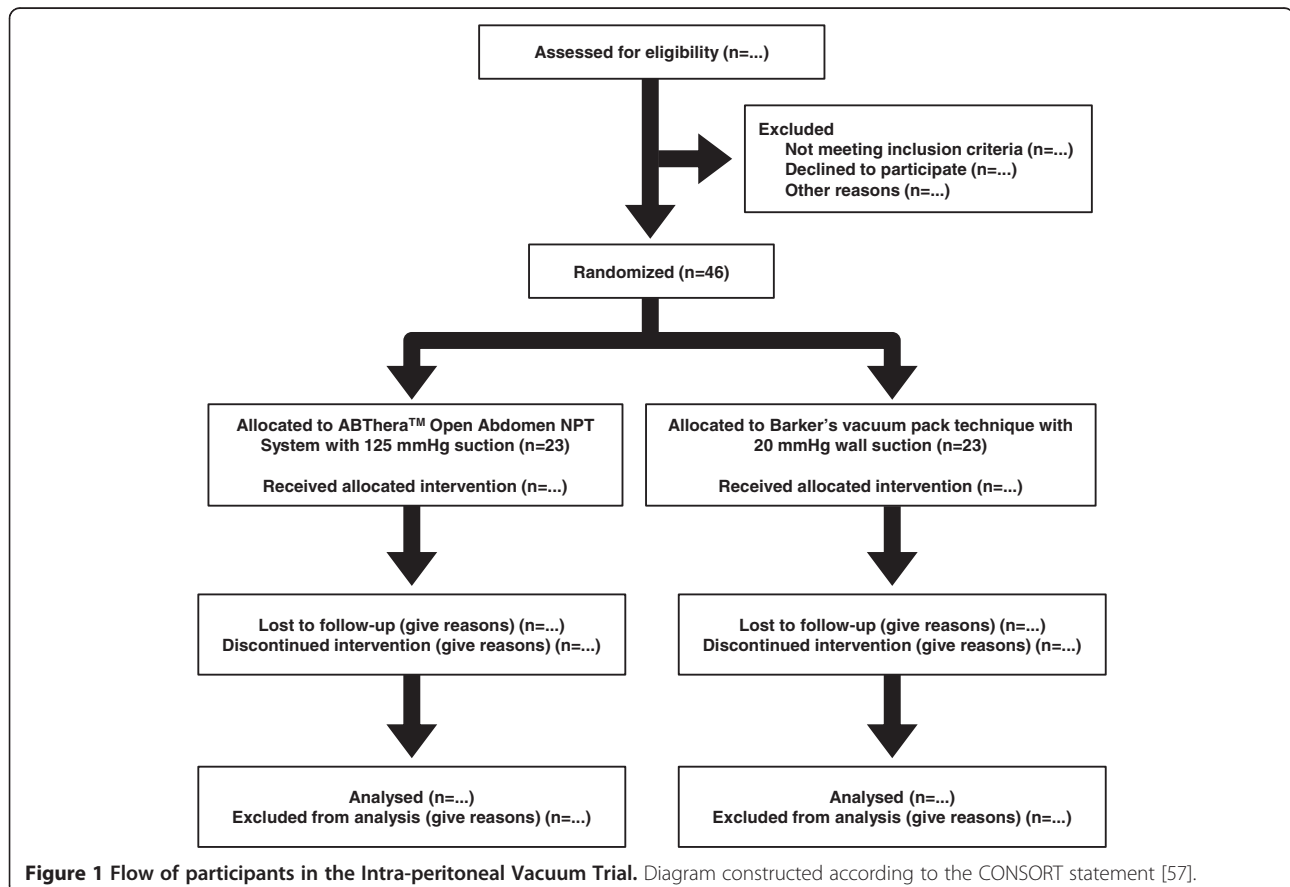 Assessed for eligibility (n=...)
Excluded
Not meeting inclusion criteria (n=...)
Declined to participate (n=...)
Other reasons (n=...)
Randomized (n=46)
Allocated to ABThera™ Open Abdomen NPT
System with 125 mmHg suction (n=23)
Received allocated intervention (n=...)
Allocated to Barker's vacuum pack technique with
20 mmHg wall suction (n=23)
Received allocated intervention (n=...)
Lost to follow-up (give reasons) (n=...)
Discontinued intervention (give reasons) (n=...)
Lost to follow-up (give reasons) (n=...)
Discontinued intervention (give reasons) (n=...)
Analysed (n=...)
Excluded from analysis (give reasons) (n=...)
Analysed (n=...)
Excluded from analysis (give reasons) (n=...)
Figure 1 Flow of participants in the Intra-peritoneal Vacuum Trial. Diagram constructed according to the CONSORT statement [57].